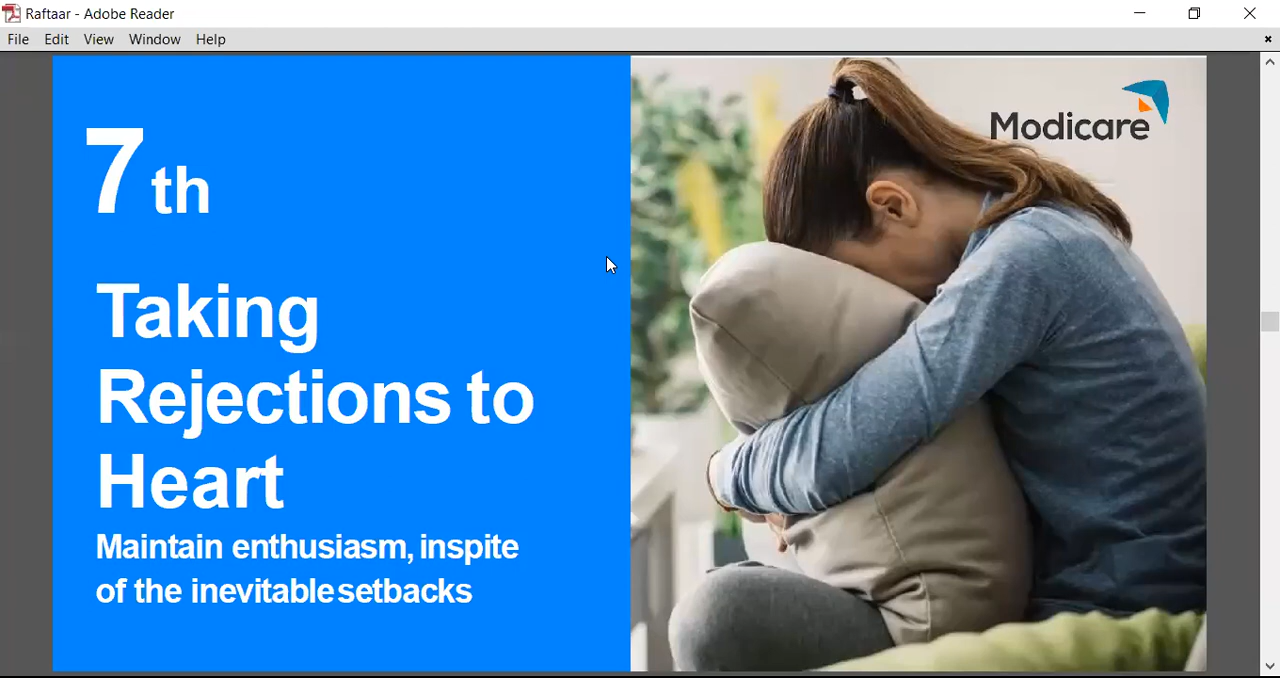 Raftaar - Adobe Reader
File Edit View Window Help
Modicare
7th
Taking
Rejections to
Heart
Maintain enthusiasm, inspite
of the inevitable setbacks